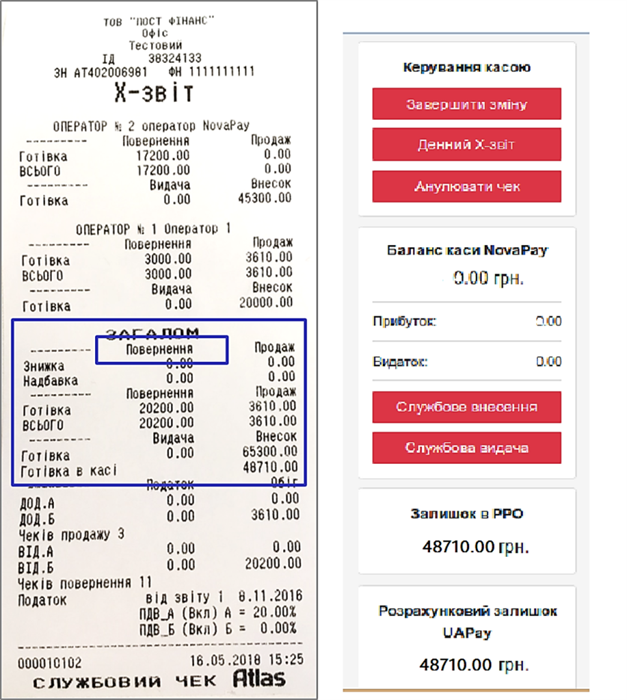 ТОВ "ПОСТ ФІНАНС"
Офіс
Тестовий
ІД 38324133
ЗН АТ402006981 ФН 1111111111
Х-звіт
ОПЕРАТОР № 2 оператор NovaPay
---------- Повернення Продаж
Готівка 17200.00 0.00
ВСЬОГО 17200.00 0.00
---------- Видача Внесок
Готівка 0.00 45300.00
ОПЕРАТОР № 1 Оператор 1
---------- Повернення Продаж
Готівка 3000.00 3610.00
ВСЬОГО 3000.00 3610.00
---------- Видача Внесок
Готівка 0.00 20000.00
ЗАГАЛОМ
---------- Повернення Продаж
Знижка 0.00 0.00
Надбавка 0.00 0.00
---------- Повернення Продаж
Готівка 20200.00 3610.00
ВСЬОГО 20200.00 3610.00
---------- Видача Внесок
Готівка 0.00 65300.00
Готівка в касі 48710.00
---------- Податок Обіг
ДОД.А 0.00 0.00
ДОД.Б 0.00 3610.00
Чеків продажу 3
ВІД.А 0.00 0.00
ВІД.Б 0.00 20200.00
Чеків повернення 11
Податок від звіту 1 8.11.2016
ПДВ_А (Вкл) А = 20.00%
ПДВ_Б (Вкл) Б = 0.00%
000010102 16.05.2018 15:25
СЛУЖБОВИЙ ЧЕК Atlas
Керування касою
Завершити зміну
Денний Х-звіт
Анулювати чек
Баланс каси NovaPay
0.00 грн.
Прибуток: 0.00
Видаток: 0.00
Службове внесення
Службова видача
Залишок в РРО
48710.00 грн.
Розрахунковий залишок
UAPay
48710.00 грн.